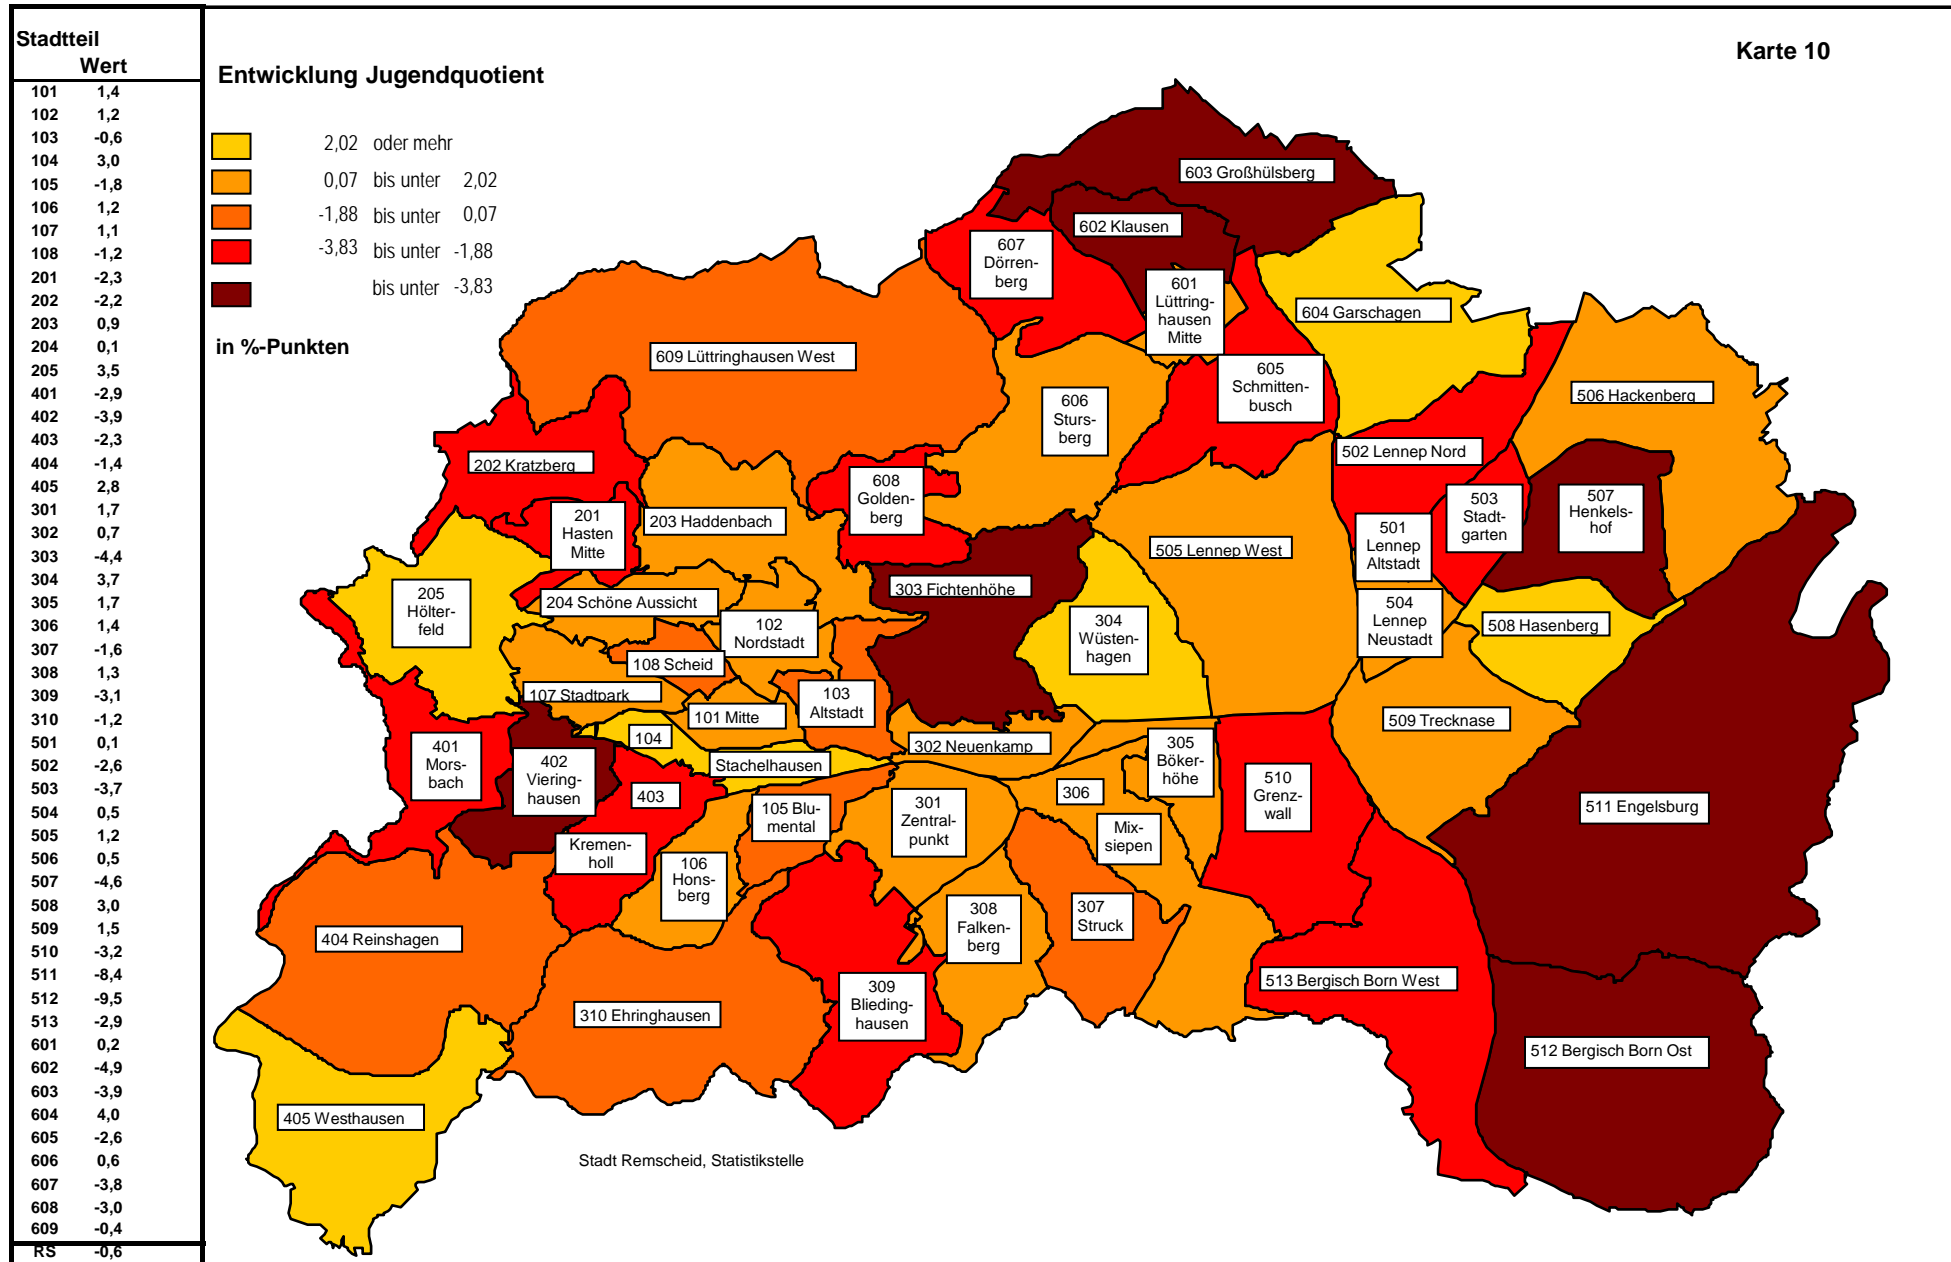 Stadtteil
Wert
101 1,4
102 1,2
103 -0,6
104 3,0
105 -1,8
106 1,2
107 1,1
108 -1,2
201 -2,3
202 -2,2
203 0,9
204 0,1
205 3,5
401 -2,9
402 -3,9
403 -2,3
404 -1,4
405 2,8
301 1,7
302 0,7
303 -4,4
304 3,7
305 1,7
306 1,4
307 -1,6
308 1,3
309 -3,1
310 -1,2
501 0,1
502 -2,6
503 -3,7
504 0,5
505 1,2
506 0,5
507 -4,6
508 3,0
509 1,5
510 -3,2
511 -8,4
512 -9,5
513 -2,9
601 0,2
602 -4,9
603 -3,9
604 4,0
605 -2,6
606 0,6
607 -3,8
608 -3,0
609 -0,4
RS -0,6
Karte 10
Entwicklung Jugendquotient
2,02 oder mehr
0,07 bis unter 2,02
-1,88 bis unter 0,07
-3,83 bis unter -1,88
bis unter -3,83
in %-Punkten
603 Großhülsberg
602 Klausen
607
Dörren-
berg
601
Lüttring-
hausen
Mitte
604 Garschagen
609 Lüttringhausen West
605
Schmitten-
busch
606
Sturs-
berg
506 Hackenberg
502 Lennep Nord
202 Kratzberg
608
Golden-
berg
503
Stadt-
garten
507
Henkels-
hof
201
Hasten
Mitte
203 Haddenbach
501
Lennep
Altstadt
505 Lennep West
303 Fichtenhöhe
205
Hölter-
feld
204 Schöne Aussicht
504
Lennep
Neustadt
508 Hasenberg
102
Nordstadt
304
Wüsten-
hagen
108 Scheid
107 Stadtpark
103
Altstadt
101 Mitte
509 Trecknase
104
Stachelhausen
302 Neuenkamp
305
Böker-
höhe
401
Mors-
bach
402
Viering-
hausen
403
Kremen-
holl
306
Mix-
siepen
510
Grenz-
wall
511 Engelsburg
105 Blu-
mental
301
Zentral-
punkt
106
Hons-
berg
308
Falken-
berg
307
Struck
404 Reinshagen
513 Bergisch Born West
309
Blieding-
hausen
310 Ehringhausen
512 Bergisch Born Ost
405 Westhausen
Stadt Remscheid, Statistikstelle